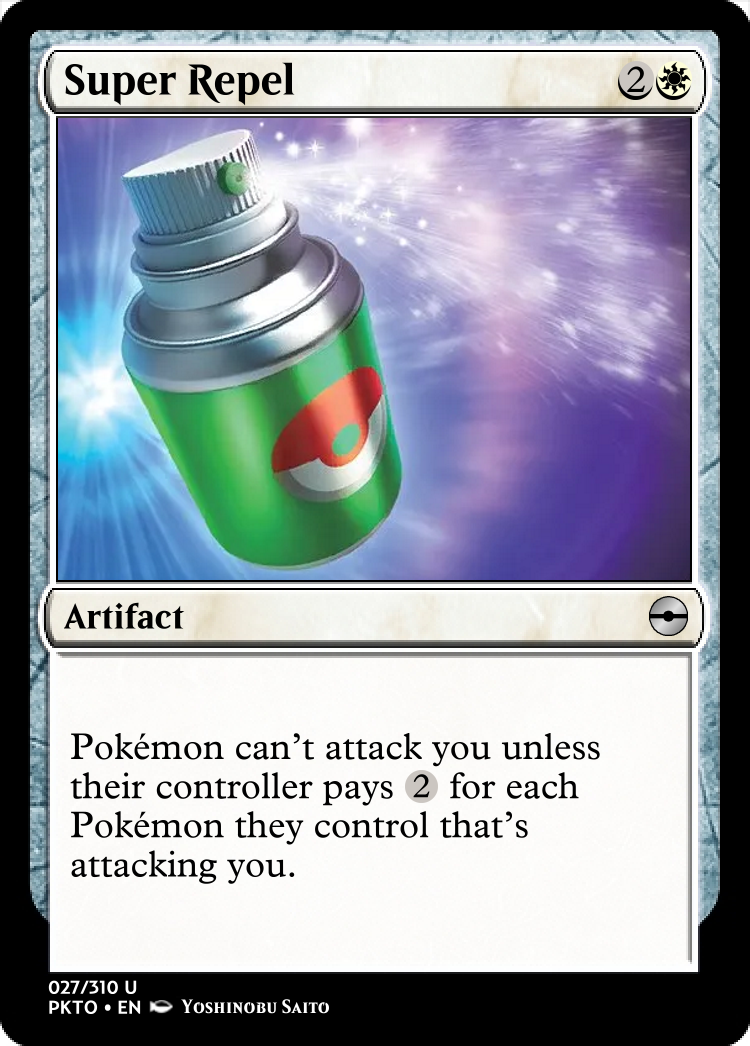 Super Repel 2
Artifact
Pokémon can't attack you unless
their controller pays 2 for each
Pokémon they control that's
attacking you.
027/310 U
PKTO • EN Yoshinobu Saito